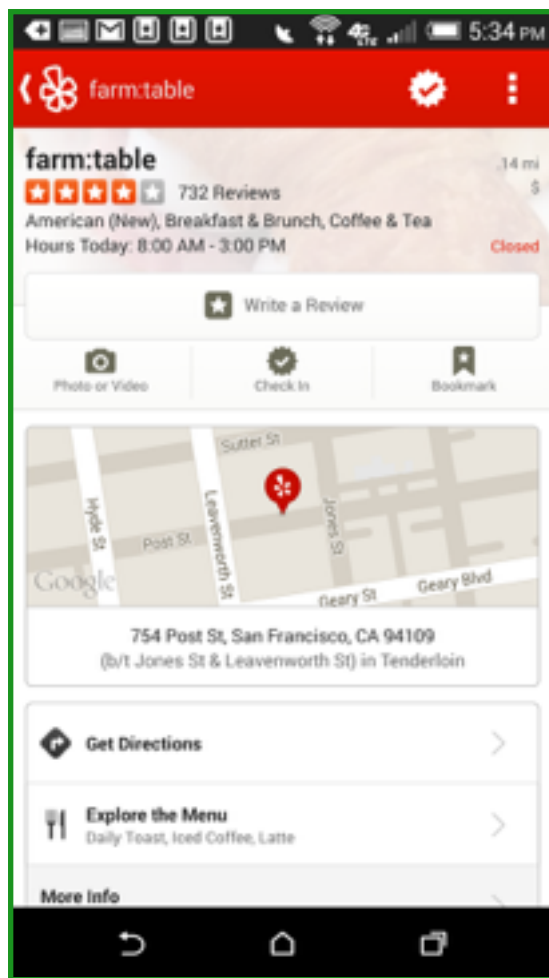 5:34 PM
farm:table
farm:table
.14 mi
732 Reviews
$
American (New), Breakfast & Brunch, Coffee & Tea
Hours Today: 8:00 AM - 3:00 PM
Closed
Write a Review
Photo or Video
Check In
Bookmark
Sutter St
Hyde St
Leavenworth St
Jones St
Post St
Google
Geary St
Geary Blvd
754 Post St, San Francisco, CA 94109
(b/t Jones St & Leavenworth St) in Tenderloin
Get Directions
Explore the Menu
Daily Toast, Iced Coffee, Latte
More Info